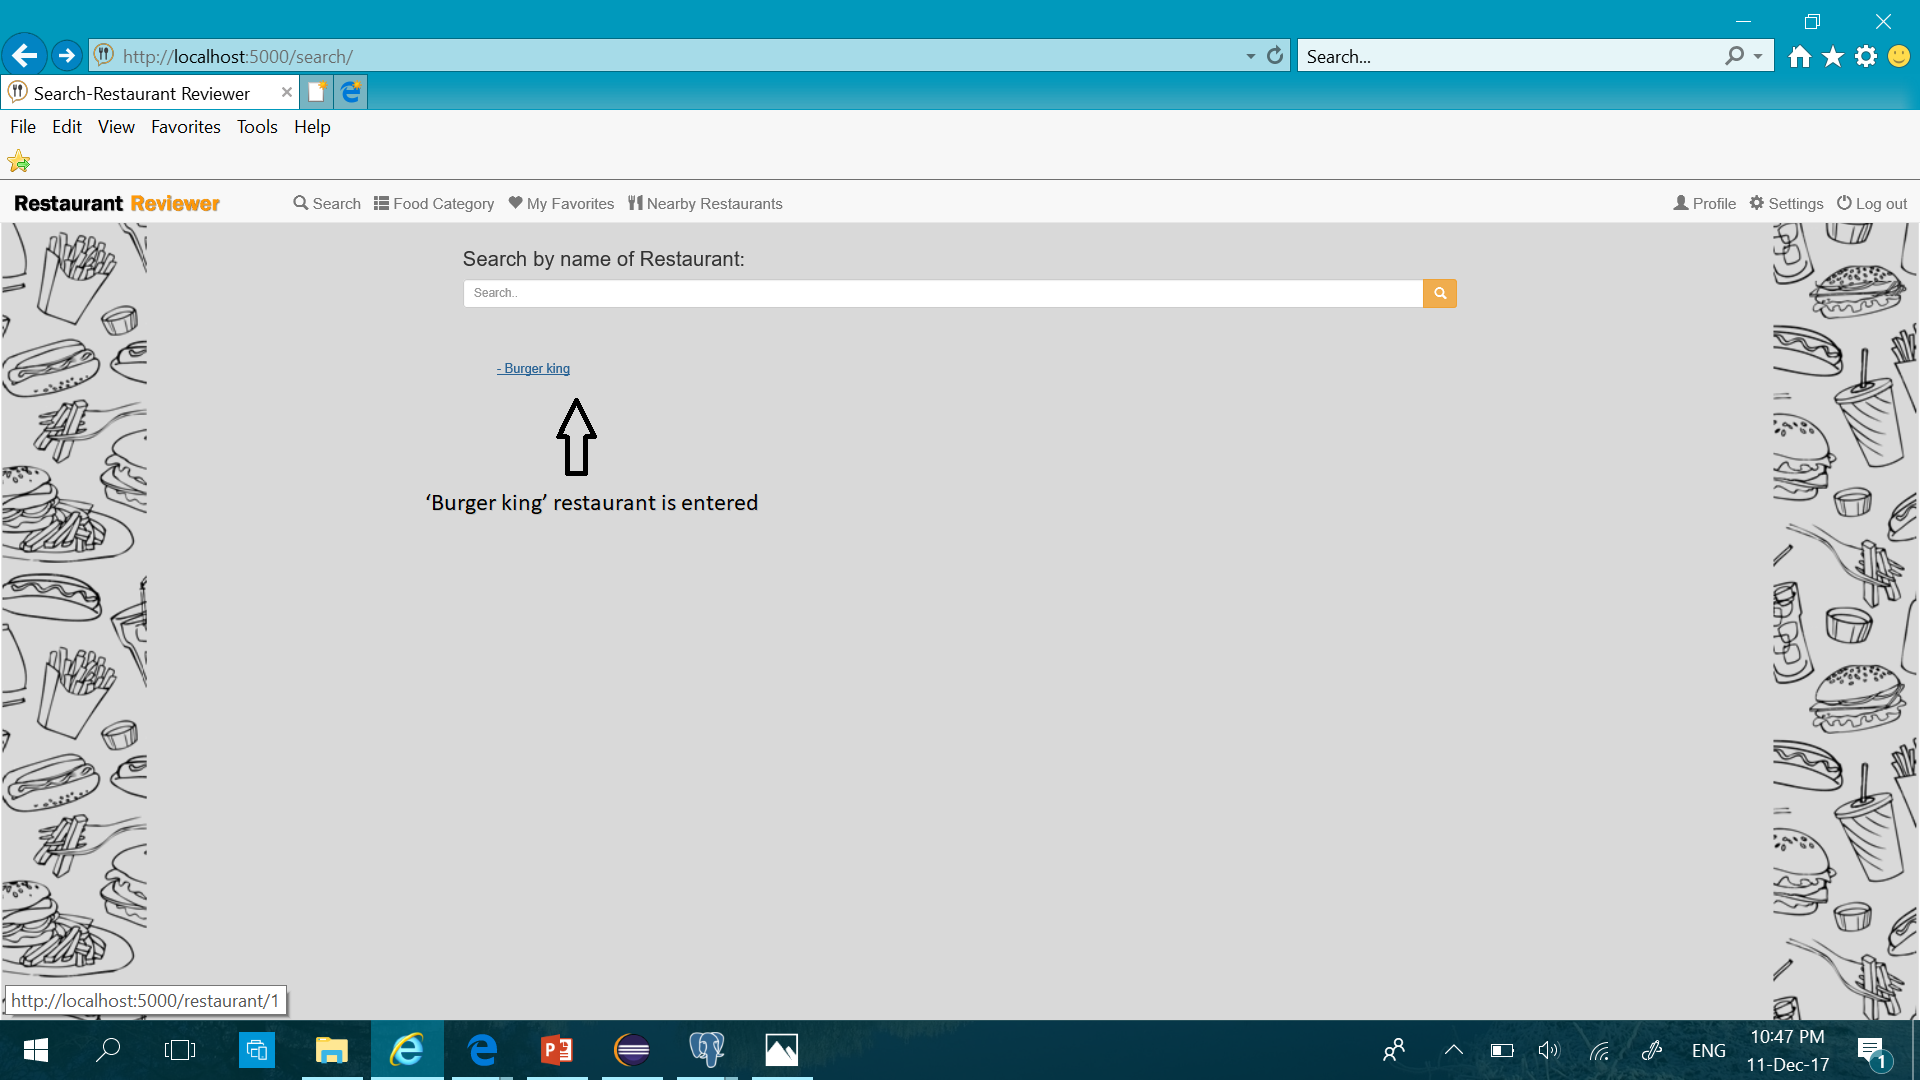 http://localhost:5000/search/
Search...
Search-Restaurant Reviewer
File Edit View Favorites Tools Help
Restaurant Reviewer Search Food Category My Favorites Nearby Restaurants Profile Settings Log out
Search by name of Restaurant:
Search..
- Burger king
‘Burger king’ restaurant is entered
http://localhost:5000/restaurant/1
ENG
10:47 PM
11-Dec-17
1